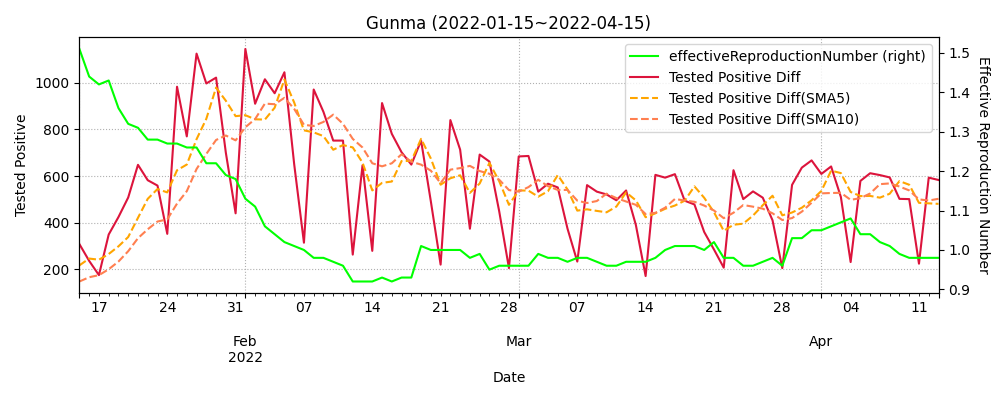 Gunma (2022-01-15~2022-04-15)
effectiveReproductionNumber (right)
Tested Positive Diff
Tested Positive Diff(SMA5)
Tested Positive Diff(SMA10)
Tested Positive
1000
800
600
400
200
1.5
1.4
1.3
1.2
1.1
1.0
0.9
Effective Reproduction Number
17 24 31 07 14 21 28 07 14 21 28 04 11
Feb Mar Apr
2022
Date